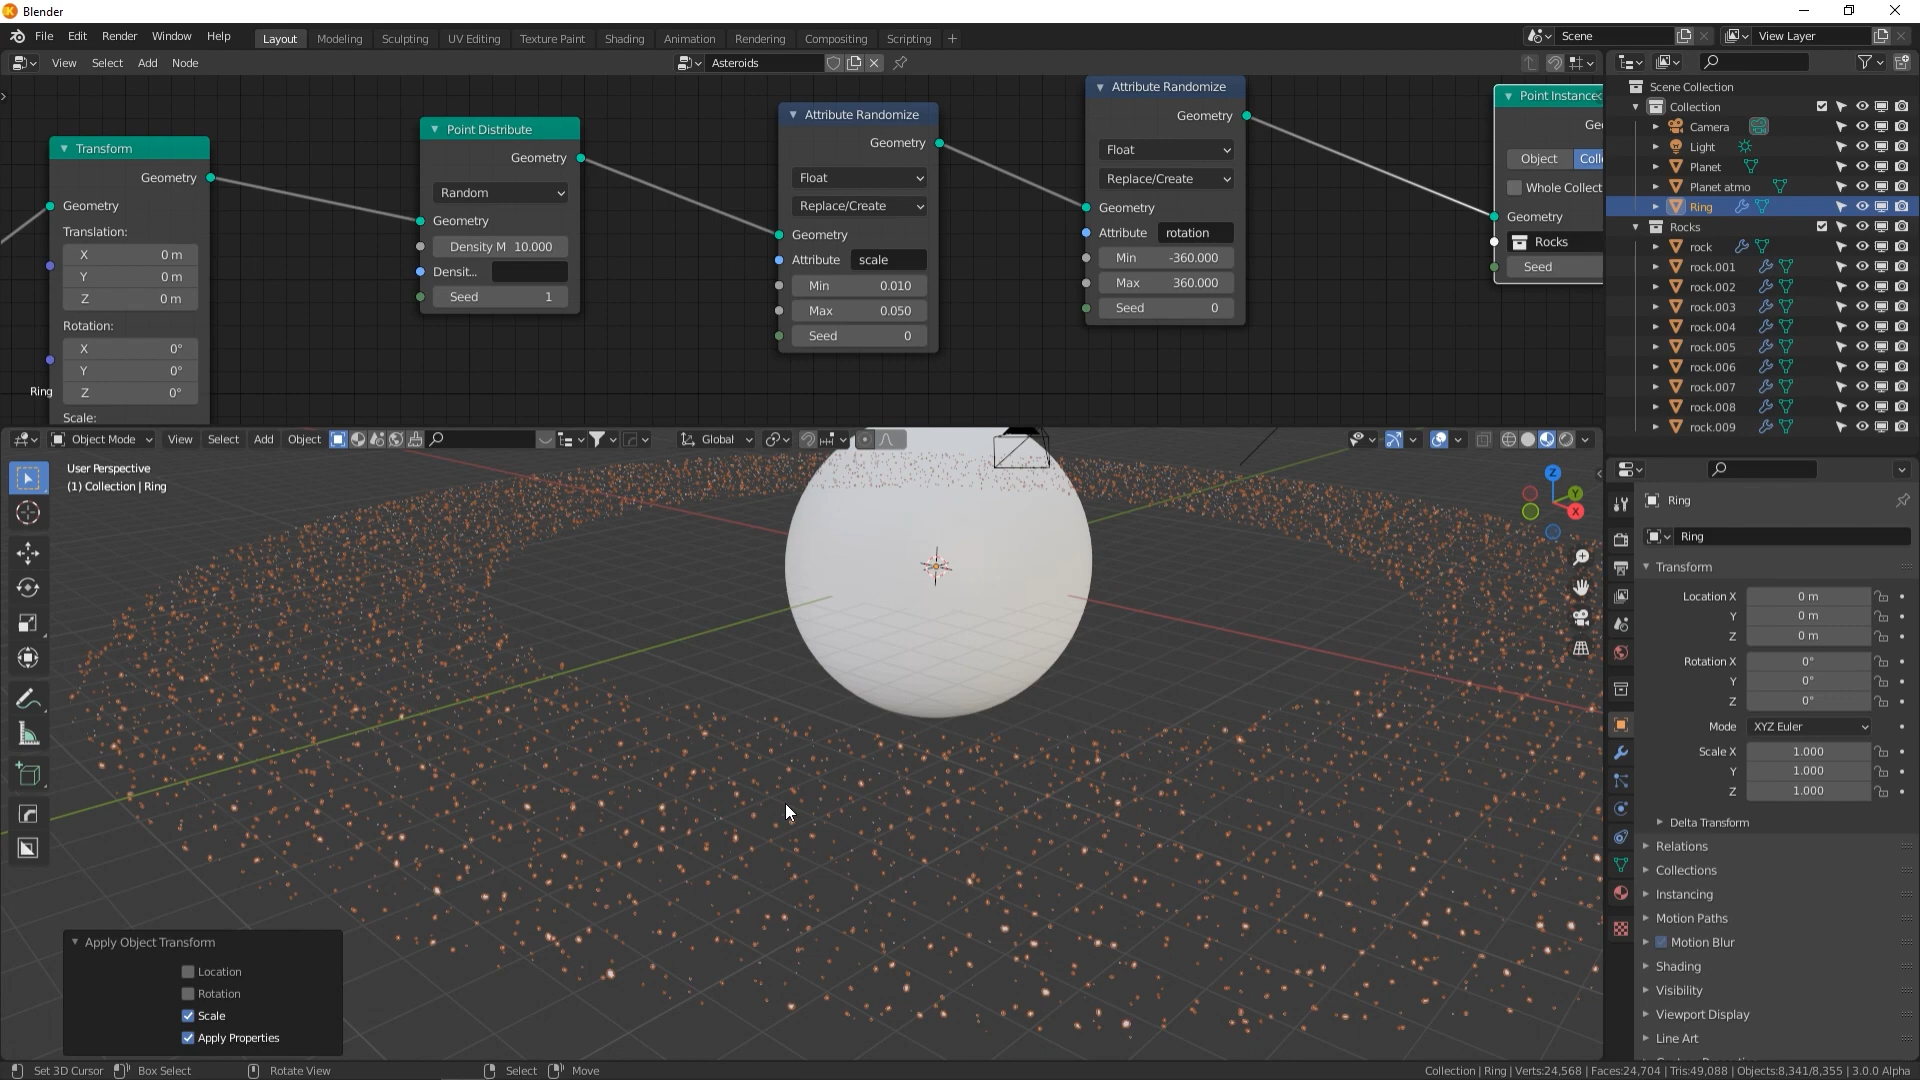 Blender
File Edit Render Window Help
Layout Modeling Sculpting UV Editing Texture Paint Shading Animation Rendering Compositing Scripting
Scene
View Layer
View Select Add Node
Asteroids
Transform
Geometry
Geometry
Translation:
X 0 m
Y 0 m
Z 0 m
Rotation:
X 0°
Y 0°
Z 0°
Scale:
Ring
Point Distribute
Geometry
Random
Geometry
Density M 10.000
Densit...
Seed 1
Attribute Randomize
Geometry
Float
Replace/Create
Geometry
Attribute scale
Min 0.010
Max 0.050
Seed 0
Attribute Randomize
Geometry
Float
Replace/Create
Geometry
Attribute rotation
Min -360.000
Max 360.000
Seed 0
Point Instance
Ge
Object Colle
Whole Collect
Geometry
Rocks
Seed
Scene Collection
Collection
Camera
Light
Planet
Planet atmo
Ring
Rocks
rock
rock.001
rock.002
rock.003
rock.004
rock.005
rock.006
rock.007
rock.008
rock.009
Object Mode View Select Add Object
Global
User Perspective
(1) Collection | Ring
Z
Y
X
Apply Object Transform
Location
Rotation
Scale
Apply Properties
Ring
Ring
Transform
Location X 0 m
Y 0 m
Z 0 m
Rotation X 0°
Y 0°
Z 0°
Mode XYZ Euler
Scale X 1.000
Y 1.000
Z 1.000
Delta Transform
Relations
Collections
Instancing
Motion Paths
Motion Blur
Shading
Visibility
Viewport Display
Line Art
Set 3D Cursor Box Select Rotate View Select Move
Collection | Ring | Verts:24,568 | Faces:24,704 | Tris:49,088 | Objects:8,341/8,355 | 3.0.0 Alpha